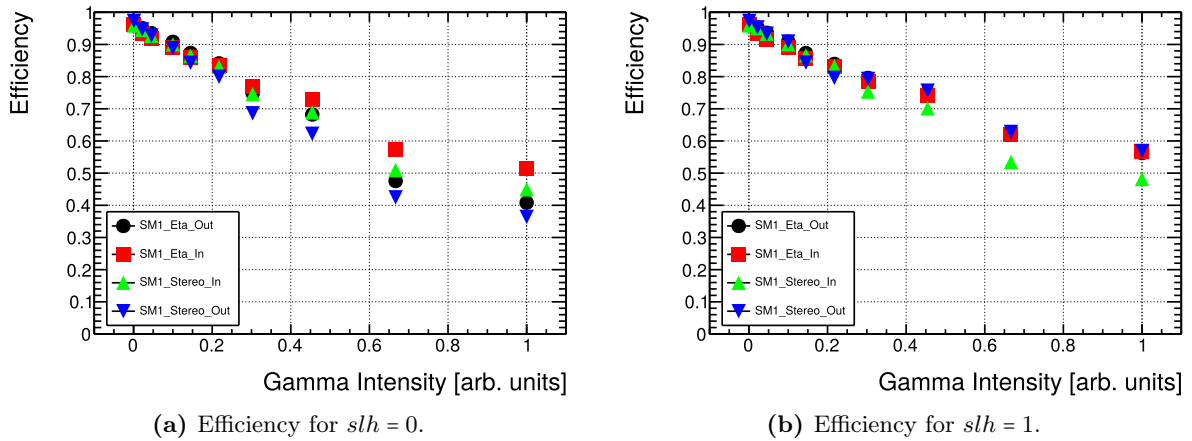 Efficiency
1
0.9
0.8
0.7
0.6
0.5
0.4
0.3
0.2
0.1
0
SM1_Eta_Out
SM1_Eta_In
SM1_Stereo_In
SM1_Stereo_Out
0 0.2 0.4 0.6 0.8 1
Gamma Intensity [arb. units]
(a) Efficiency for slh = 0.
Efficiency
1
0.9
0.8
0.7
0.6
0.5
0.4
0.3
0.2
0.1
0
SM1_Eta_Out
SM1_Eta_In
SM1_Stereo_In
SM1_Stereo_Out
0 0.2 0.4 0.6 0.8 1
Gamma Intensity [arb. units]
(b) Efficiency for slh = 1.